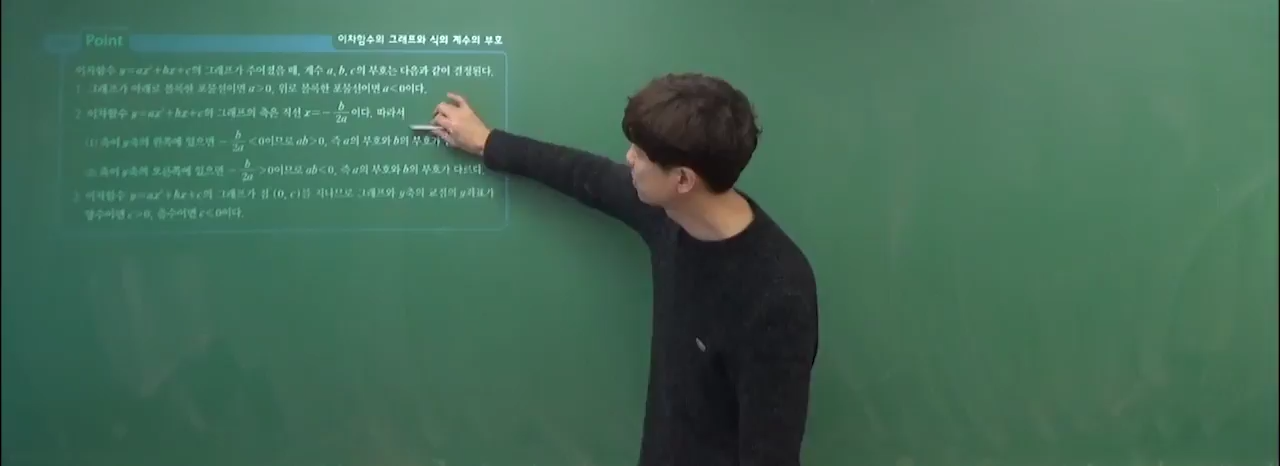 Point
이차함수의 그래프와 식의 계수의 부호
이차함수 y=ax²+bx+c의 그래프가 주어졌을 때, 계수 a, b, c의 부호는 다음과 같이 결정된다.
1 그래프가 아래로 볼록한 포물선이면 a>0, 위로 볼록한 포물선이면 a<0이다.
2 이차함수 y=ax²+bx+c의 그래프의 축은 직선 x=-b/2a이다. 따라서
(1) 축이 y축의 왼쪽에 있으면 -b/2a<0이므로 ab>0, 즉 a의 부호와 b의 부호가
(2) 축이 y축의 오른쪽에 있으면 -b/2a>0이므로 ab<0, 즉 a의 부호와 b의 부호가 다르다.
3 이차함수 y=ax²+bx+c의 그래프가 점 (0, c)를 지나므로 그래프와 y축의 교점의 y좌표가
양수이면 c>0, 음수이면 c<0이다.